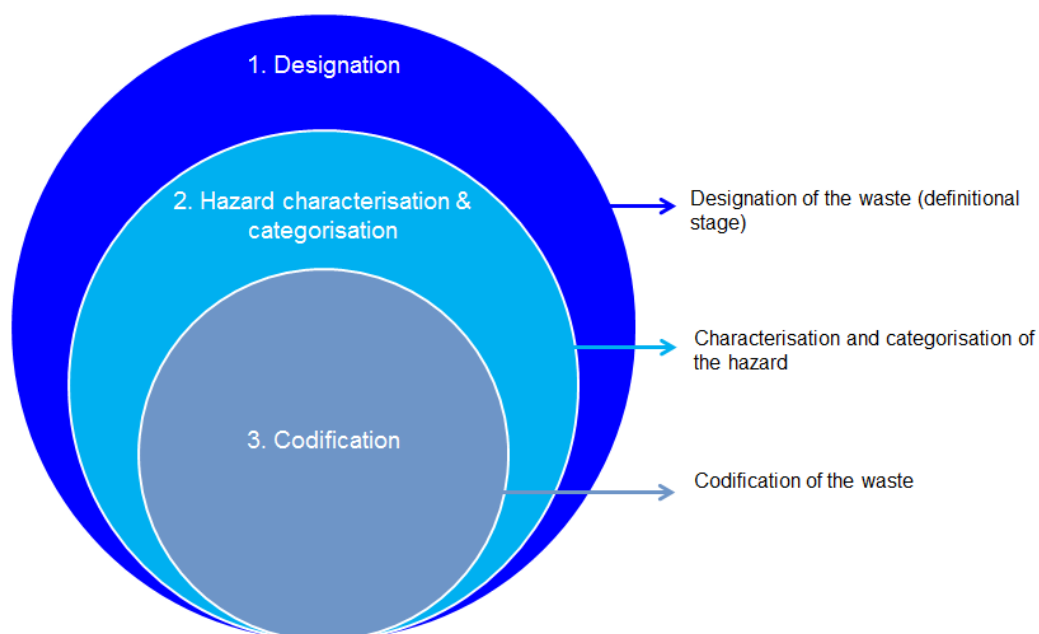 1. Designation
2. Hazard characterisation &
categorisation
3. Codification
Designation of the waste (definitional
stage)
Characterisation and categorisation of
the hazard
Codification of the waste